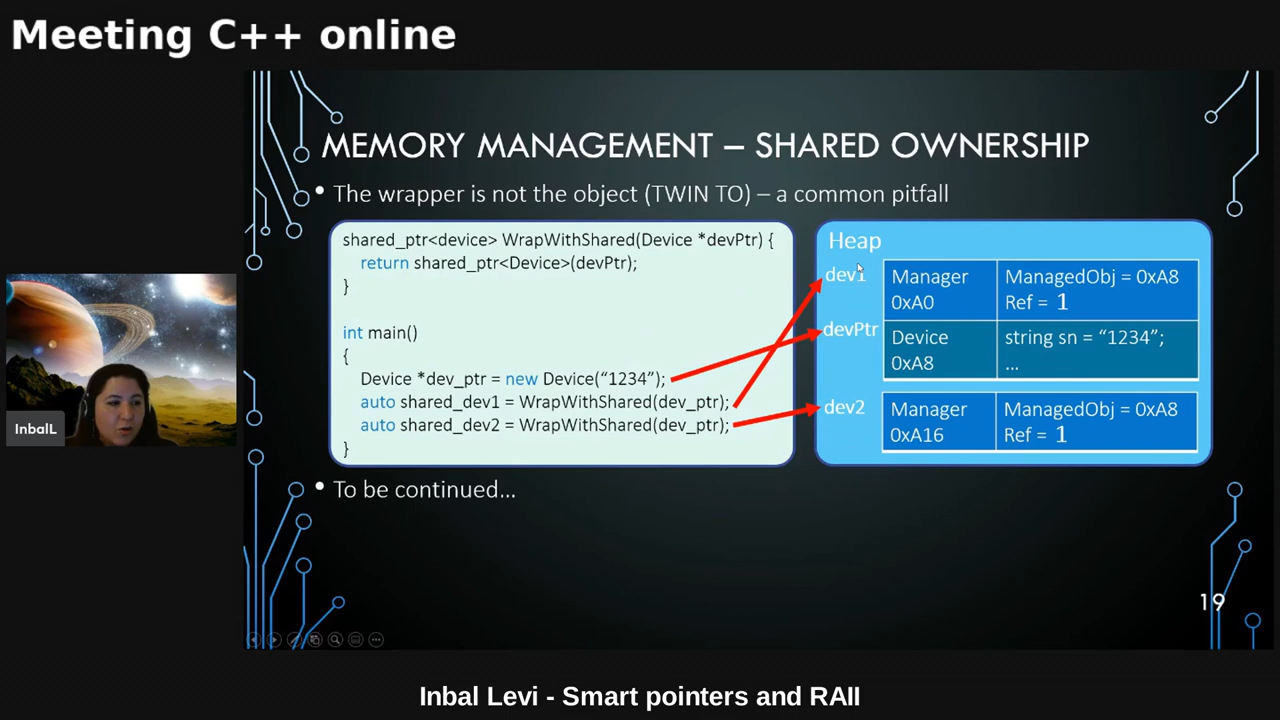 Meeting C++ online
MEMORY MANAGEMENT – SHARED OWNERSHIP
• The wrapper is not the object (TWIN TO) – a common pitfall
shared_ptr<device> WrapWithShared(Device *devPtr) {
return shared_ptr<Device>(devPtr);
}
int main()
{
Device *dev_ptr = new Device(“1234”);
auto shared_dev1 = WrapWithShared(dev_ptr);
auto shared_dev2 = WrapWithShared(dev_ptr);
}
Heap
dev1
Manager
0xA0
ManagedObj = 0xA8
Ref = 1
devPtr
Device
0xA8
string sn = “1234”;
...
dev2
Manager
0xA16
ManagedObj = 0xA8
Ref = 1
• To be continued...
InbalL
19
Inbal Levi - Smart pointers and RAII